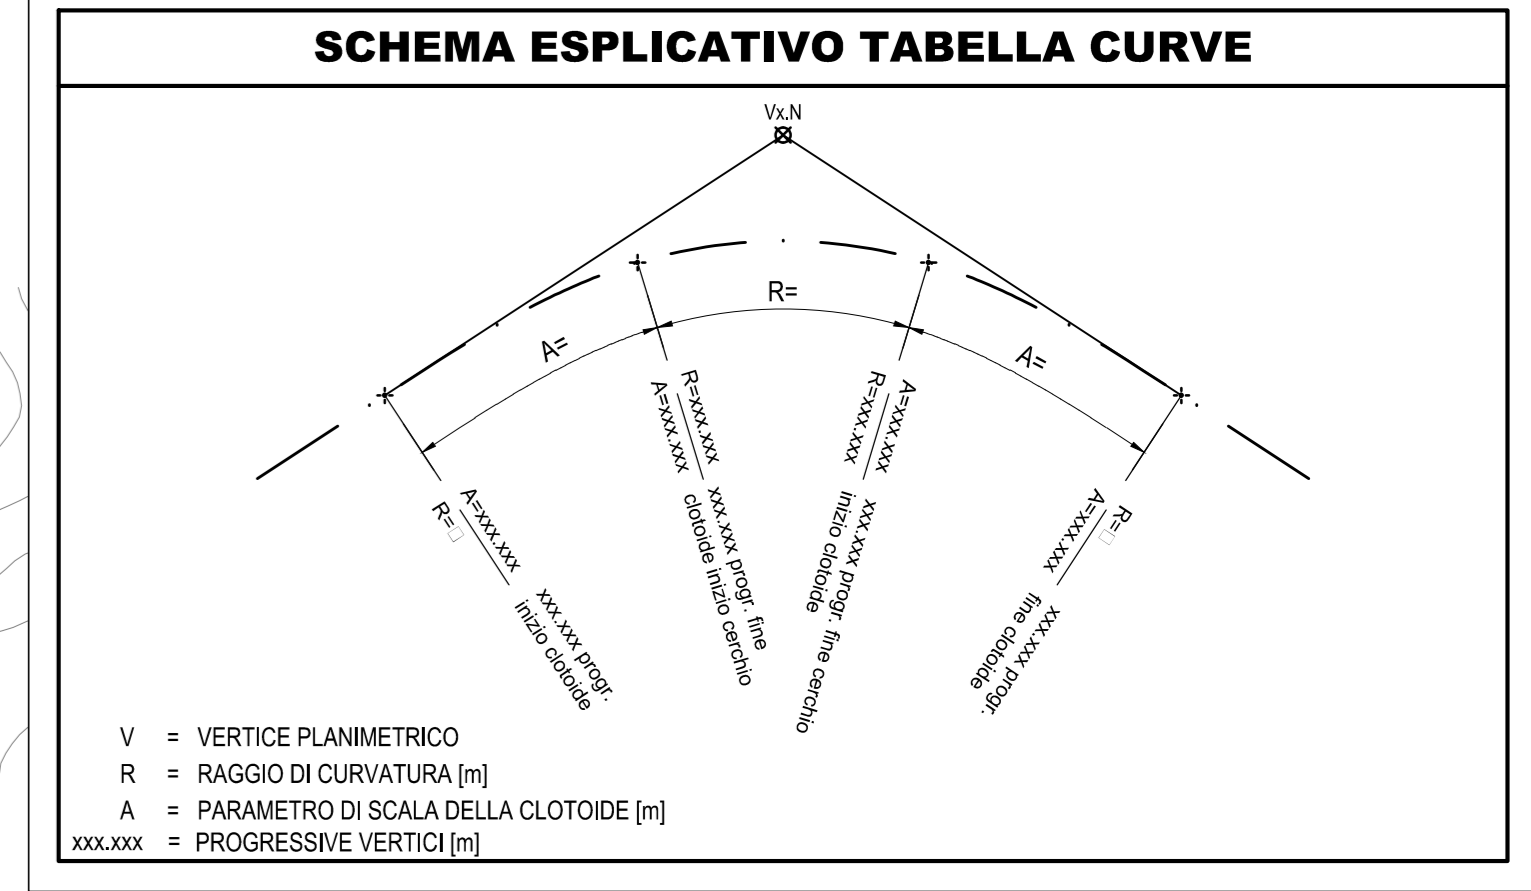 SCHEMA ESPLICATIVO TABELLA CURVE
Vx.N
R=
A=
A=
A=xxx.xxx
R=□
xxx.xxx progr.
inizio clotoide
R=xxx.xxx
A=xxx.xxx
xxx.xxx progr. fine
clotoide inizio cerchio
A=xxx.xxx
R=xxx.xxx
xxx.xxx progr. fine cerchio
inizio clotoide
R=□
A=xxx.xxx
xxx.xxx progr.
fine clotoide
V = VERTICE PLANIMETRICO
R = RAGGIO DI CURVATURA [m]
A = PARAMETRO DI SCALA DELLA CLOTOIDE [m]
xxx.xxx = PROGRESSIVE VERTICI [m]